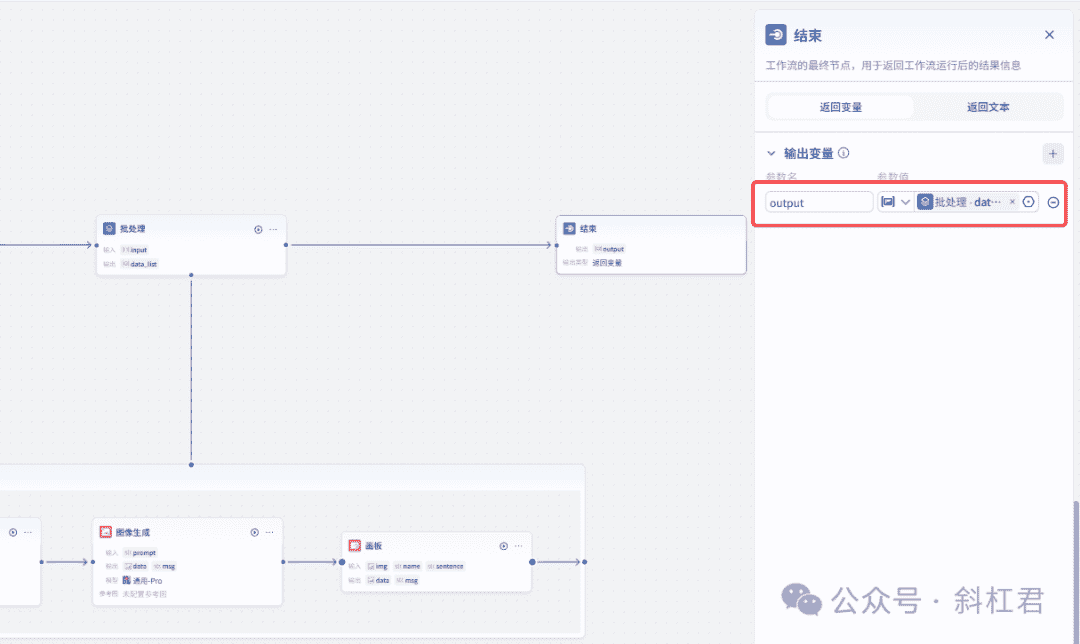 结束
工作流的最终节点，用于返回工作流运行后的结果信息
返回变量 返回文本
输出变量
参数名 参数值
output 批处理 · dat···
批处理
输入 input
输出 data_list
结束
输出 output
输出类型 返回变量
图像生成
输入 prompt
输出 data msg
模型 通用-Pro
参考图 未配置参考图
画板
输入 img name sentence
输出 data msg
公众号 · 斜杠君